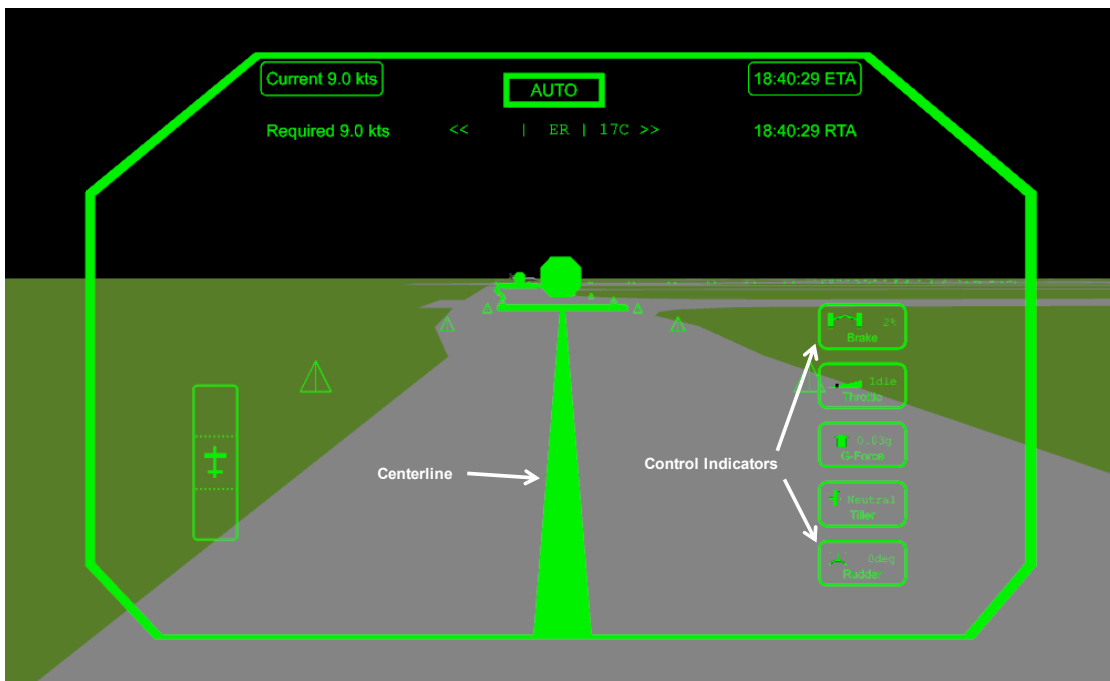 Current 9.0 kts
AUTO
18:40:29 ETA
Required 9.0 kts
<< | ER | 17C >>
18:40:29 RTA
2%
Brake
Idle
Throttle
Centerline
Control Indicators
0.03g
G-Force
Neutral
Tiller
0deg
Rudder